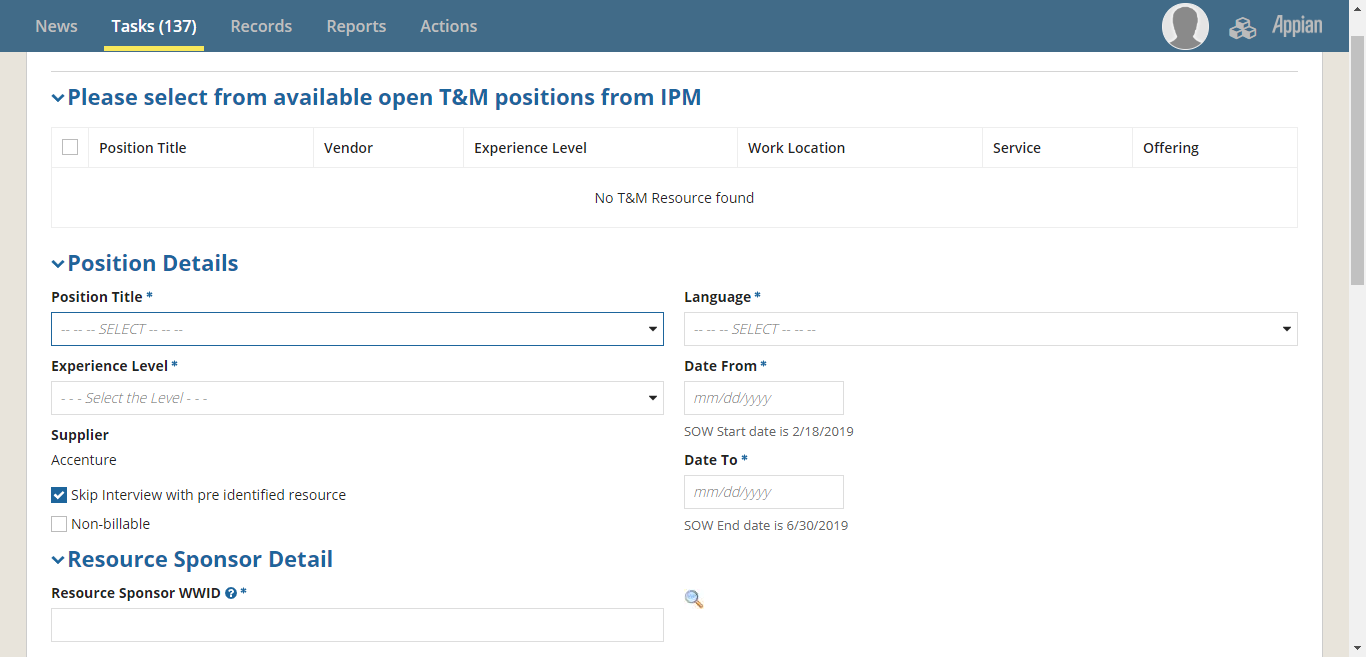 News Tasks (137) Records Reports Actions Appian
Please select from available open T&M positions from IPM
Position Title Vendor Experience Level Work Location Service Offering
No T&M Resource found
Position Details
Position Title * Language *
-- -- -- SELECT -- -- -- -- -- -- SELECT -- -- --
Experience Level * Date From *
- - - Select the Level - - - mm/dd/yyyy
SOW Start date is 2/18/2019
Supplier
Accenture
Date To *
mm/dd/yyyy
Skip Interview with pre identified resource
Non-billable
SOW End date is 6/30/2019
Resource Sponsor Detail
Resource Sponsor WWID ? *